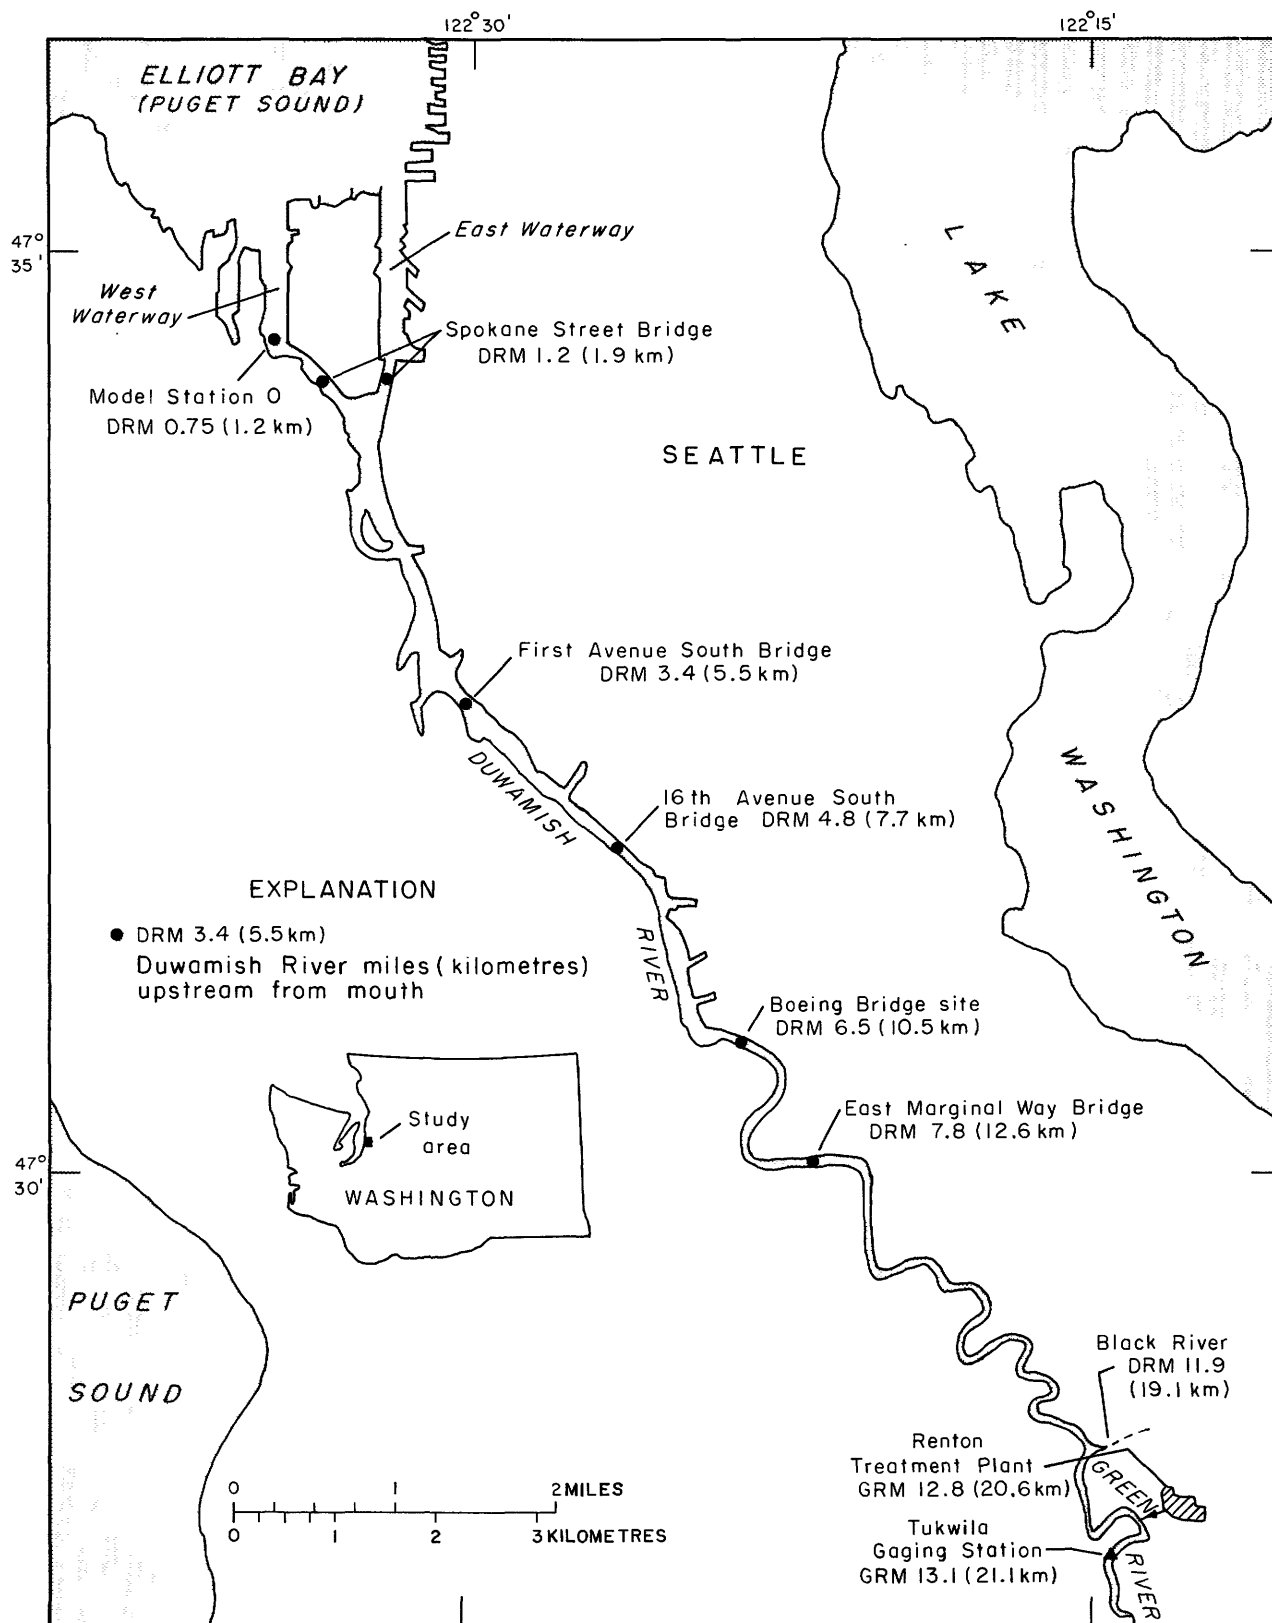 122°30'
122°15'
ELLIOTT BAY
(PUGET SOUND)
47°
35'
East Waterway
West
Waterway
Spokane Street Bridge
DRM 1.2 (1.9 km)
Model Station 0
DRM 0.75 (1.2 km)
LAKE
SEATTLE
First Avenue South Bridge
DRM 3.4 (5.5 km)
DUWAMISH
16th Avenue South
Bridge DRM 4.8 (7.7 km)
WASHINGTON
EXPLANATION
DRM 3.4 (5.5 km)
Duwamish River miles (kilometres)
upstream from mouth
RIVER
Boeing Bridge site
DRM 6.5 (10.5 km)
Study
area
WASHINGTON
East Marginal Way Bridge
DRM 7.8 (12.6 km)
47°
30'
PUGET
SOUND
Black River
DRM 11.9
(19.1 km)
Renton
Treatment Plant
GRM 12.8 (20.6 km)
GREEN
Tukwila
Gaging Station
GRM 13.1 (21.1 km)
RIVER
0 1 2 MILES
0 1 2 3 KILOMETRES